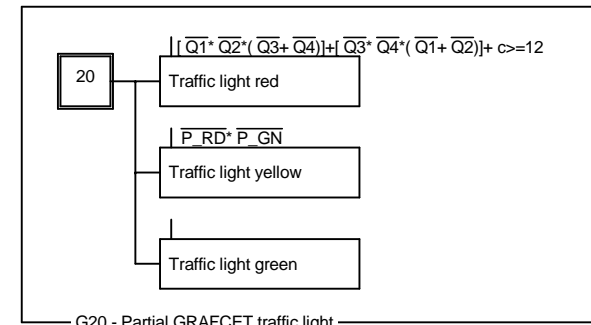 [ Q1* Q2*( Q3+ Q4)]+[ Q3* Q4*( Q1+ Q2)]+ c>=12
20
Traffic light red
P_RD* P_GN
Traffic light yellow
Traffic light green
G20 - Partial GRAFCET traffic light